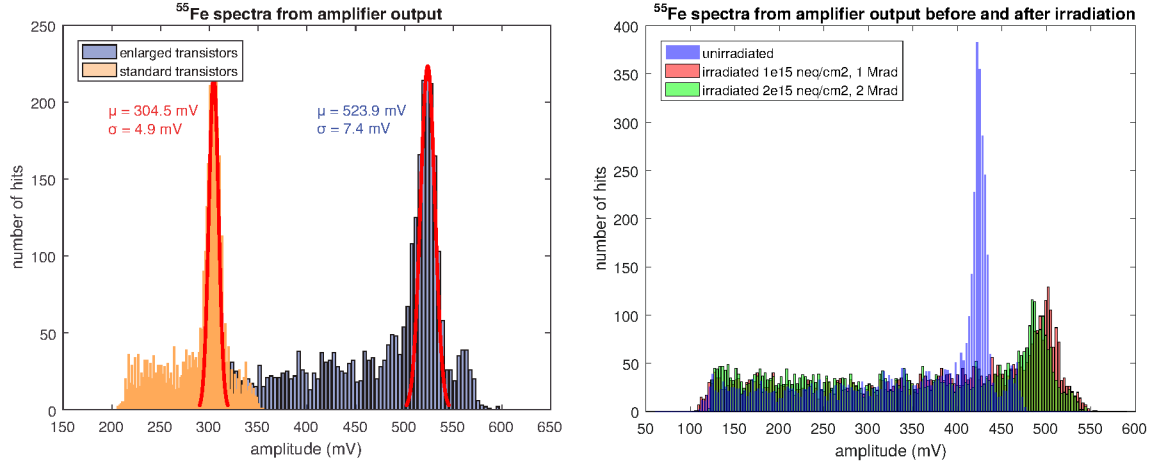 ⁵⁵Fe spectra from amplifier output
250
200
150
100
50
0
number of hits
enlarged transistors
standard transistors
μ = 304.5 mV
σ = 4.9 mV
μ = 523.9 mV
σ = 7.4 mV
150 200 250 300 350 400 450 500 550 600 650
amplitude (mV)
⁵⁵Fe spectra from amplifier output before and after irradiation
400
350
300
250
200
150
100
50
0
number of hits
unirradiated
irradiated 1e15 neq/cm2, 1 Mrad
irradiated 2e15 neq/cm2, 2 Mrad
50 100 150 200 250 300 350 400 450 500 550 600
amplitude (mV)